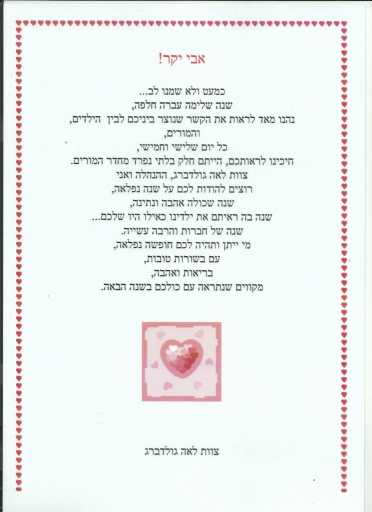 אבי יקר!
כמעט ולא שמנו לב...
שנה שלימה עברה חלפה,
נהנו מאד לראות את הקשר שנוצר ביניכם לבין הילדים,
והמורים,
כל יום שלישי וחמישי,
חיכינו לראותכם, הייתם חלק בלתי נפרד מחדר המורים.
צוות לאה גולדברג, ההנהלה ואני
רוצים להודות לכם על שנה נפלאה,
שנה שכולה אהבה ונתינה,
שנה בה ראיתם את ילדינו כאילו היו שלכם...
שנה של חברות והרבה עשייה.
מי ייתן ותהיה לכם חופשה נפלאה,
עם בשורות טובות,
בריאות ואהבה,
מקווים שנתראה עם כולכם בשנה הבאה.
צוות לאה גולדברג